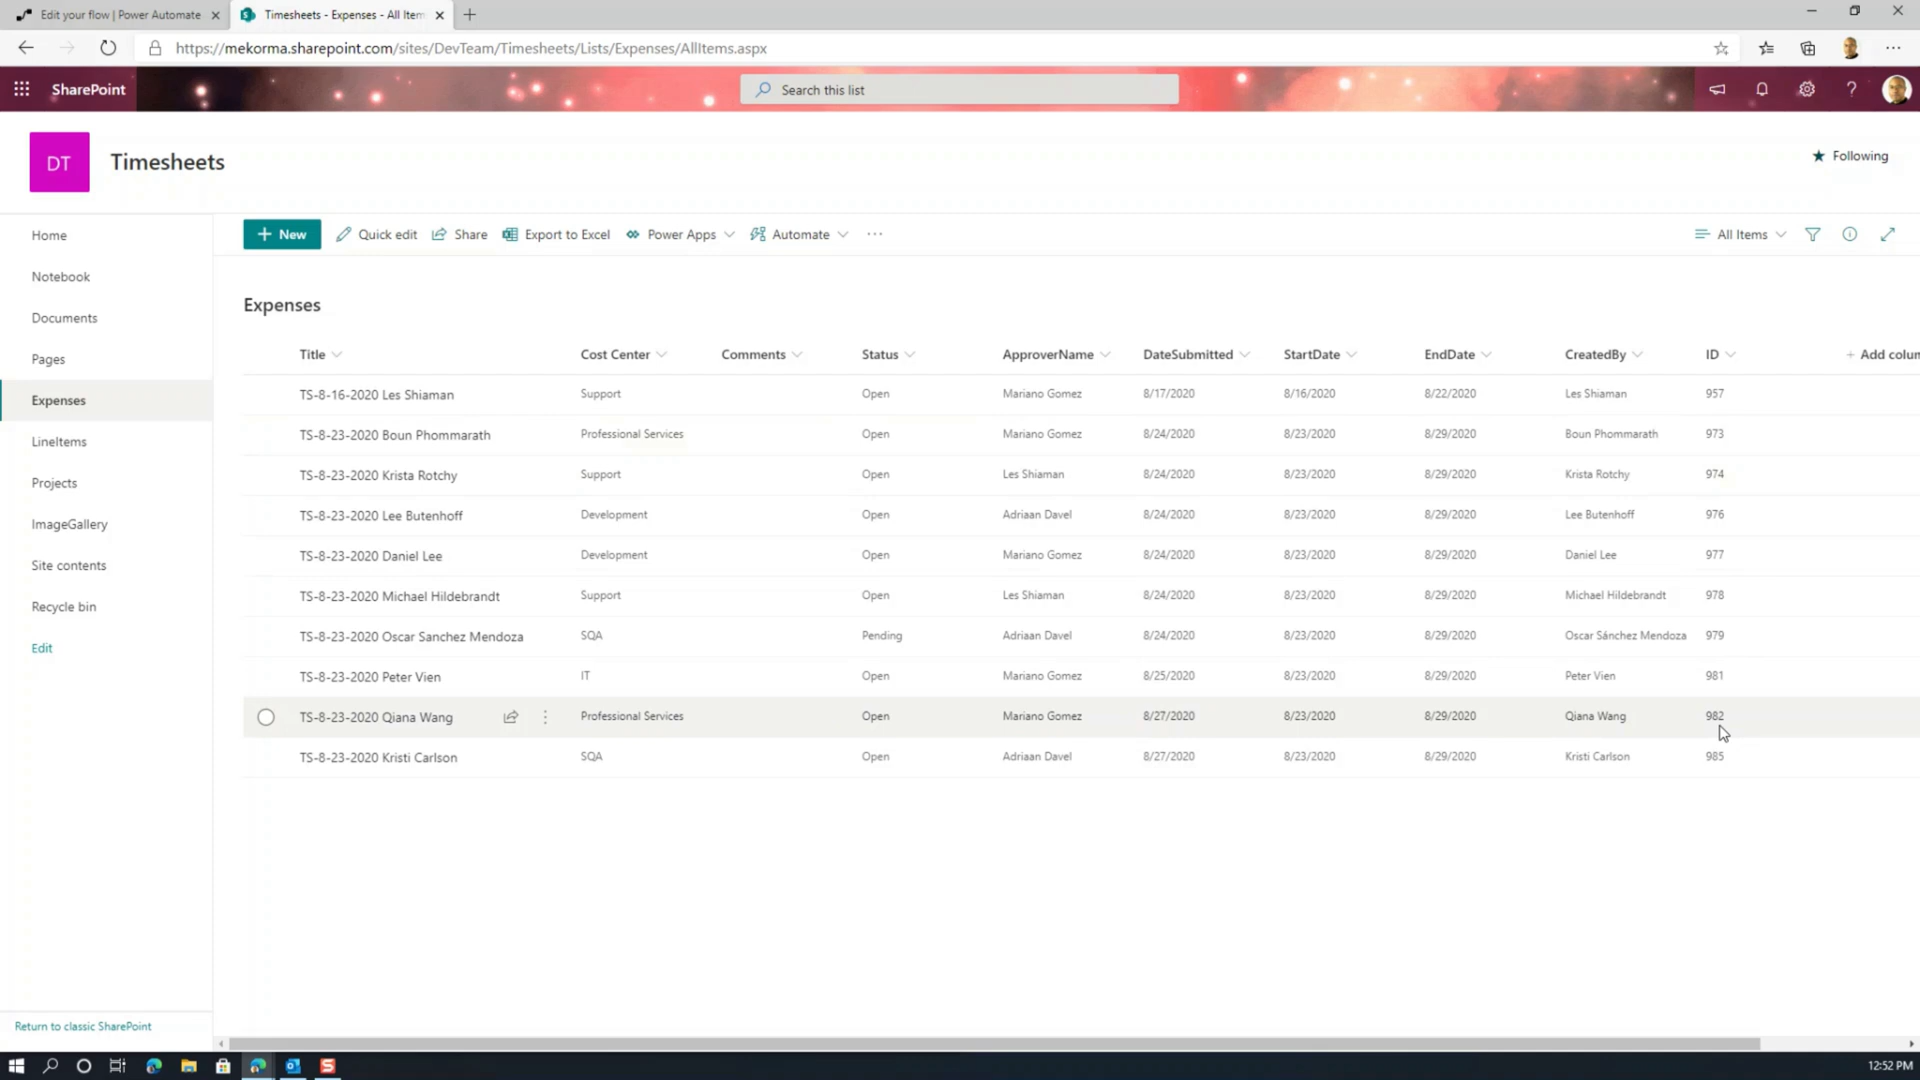 Edit your flow | Power Automate
Timesheets - Expenses - All Item
https://mekorma.sharepoint.com/sites/DevTeam/Timesheets/Lists/Expenses/AllItems.aspx
SharePoint
Search this list
DT
Timesheets
Following
Home
Notebook
Documents
Pages
Expenses
LineItems
Projects
ImageGallery
Site contents
Recycle bin
Edit
Return to classic SharePoint
+ New Quick edit Share Export to Excel Power Apps Automate ... All Items
Expenses
Title Cost Center Comments Status ApproverName DateSubmitted StartDate EndDate CreatedBy ID + Add colum
TS-8-16-2020 Les Shiaman Support Open Mariano Gomez 8/17/2020 8/16/2020 8/22/2020 Les Shiaman 957
TS-8-23-2020 Boun Phommarath Professional Services Open Mariano Gomez 8/24/2020 8/23/2020 8/29/2020 Boun Phommarath 973
TS-8-23-2020 Krista Rotchy Support Open Les Shiaman 8/24/2020 8/23/2020 8/29/2020 Krista Rotchy 974
TS-8-23-2020 Lee Butenhoff Development Open Adriaan Davel 8/24/2020 8/23/2020 8/29/2020 Lee Butenhoff 976
TS-8-23-2020 Daniel Lee Development Open Mariano Gomez 8/24/2020 8/23/2020 8/29/2020 Daniel Lee 977
TS-8-23-2020 Michael Hildebrandt Support Open Les Shiaman 8/24/2020 8/23/2020 8/29/2020 Michael Hildebrandt 978
TS-8-23-2020 Oscar Sanchez Mendoza SQA Pending Adriaan Davel 8/24/2020 8/23/2020 8/29/2020 Oscar Sánchez Mendoza 979
TS-8-23-2020 Peter Vien IT Open Mariano Gomez 8/25/2020 8/23/2020 8/29/2020 Peter Vien 981
TS-8-23-2020 Qiana Wang Professional Services Open Mariano Gomez 8/27/2020 8/23/2020 8/29/2020 Qiana Wang 982
TS-8-23-2020 Kristi Carlson SQA Open Adriaan Davel 8/27/2020 8/23/2020 8/29/2020 Kristi Carlson 985
12:52 PM